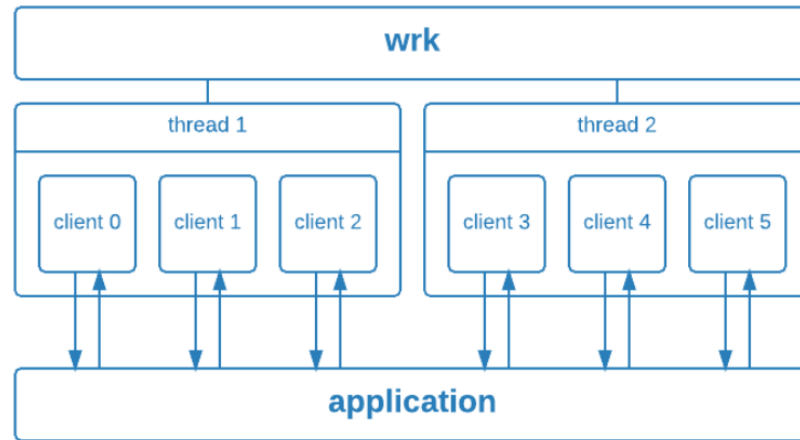 wrk
thread 1
thread 2
client 0
client 1
client 2
client 3
client 4
client 5
application